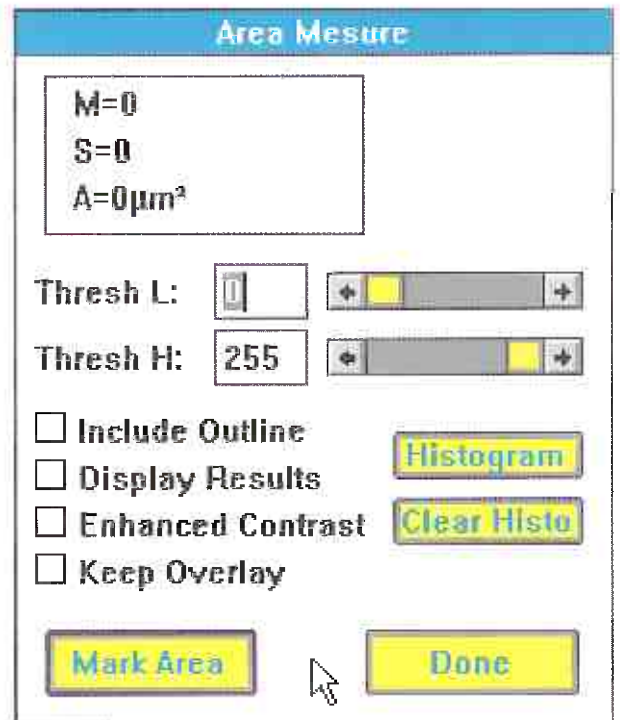 Area Mesure
M=0
S=0
A=0µm²
Thresh L: 0
Thresh H: 255
Include Outline
Display Results
Enhanced Contrast
Keep Overlay
Histogram
Clear Histo
Mark Area
Done